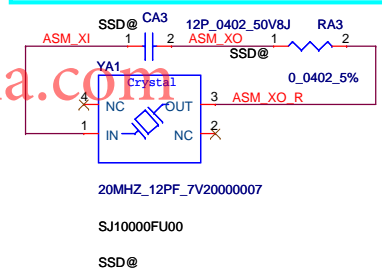 SSD@ CA3 12P_0402_50V8J RA3
ASM_XI 1 2 ASM_XO 1 2
SSD@
YA1 0_0402_5%
Crystal
a.com
4 NC OUT 3 ASM_XO_R
1 IN NC 2
20MHZ_12PF_7V20000007
SJ10000FU00
SSD@